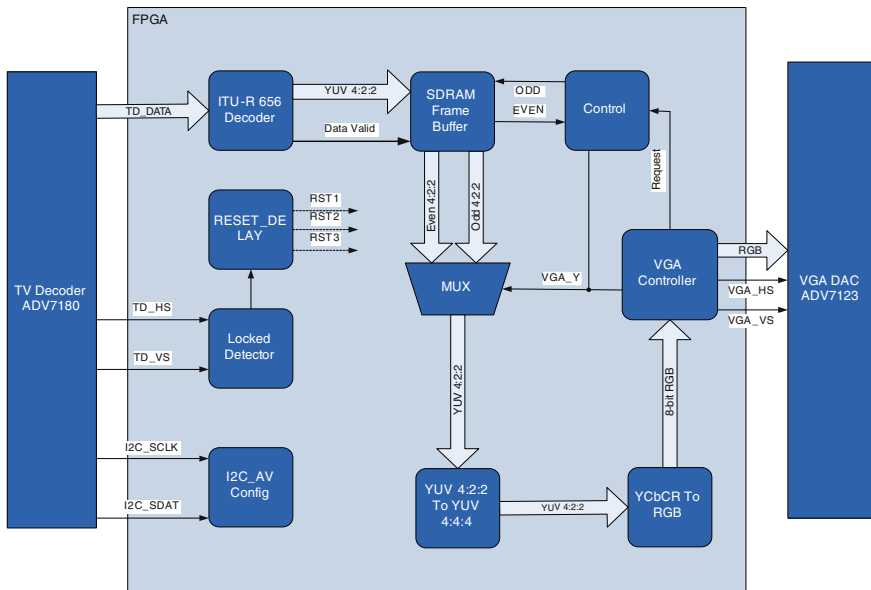 FPGA
TV Decoder
ADV7180
TD_DATA
ITU-R 656
Decoder
YUV 4:2:2
Data Valid
SDRAM
Frame
Buffer
ODD
EVEN
Control
Request
RESET_DE
LAY
RST1
RST2
RST3
Even 4:2:2
Odd 4:2:2
MUX
VGA_Y
VGA
Controller
RGB
VGA_HS
VGA_VS
VGA DAC
ADV7123
TD_HS
TD_VS
Locked
Detector
YUV 4:2:2
8-bit RGB
I2C_SCLK
I2C_SDAT
I2C_AV
Config
YUV 4:2:2
To YUV
4:4:4
YUV 4:2:2
YCbCR To
RGB